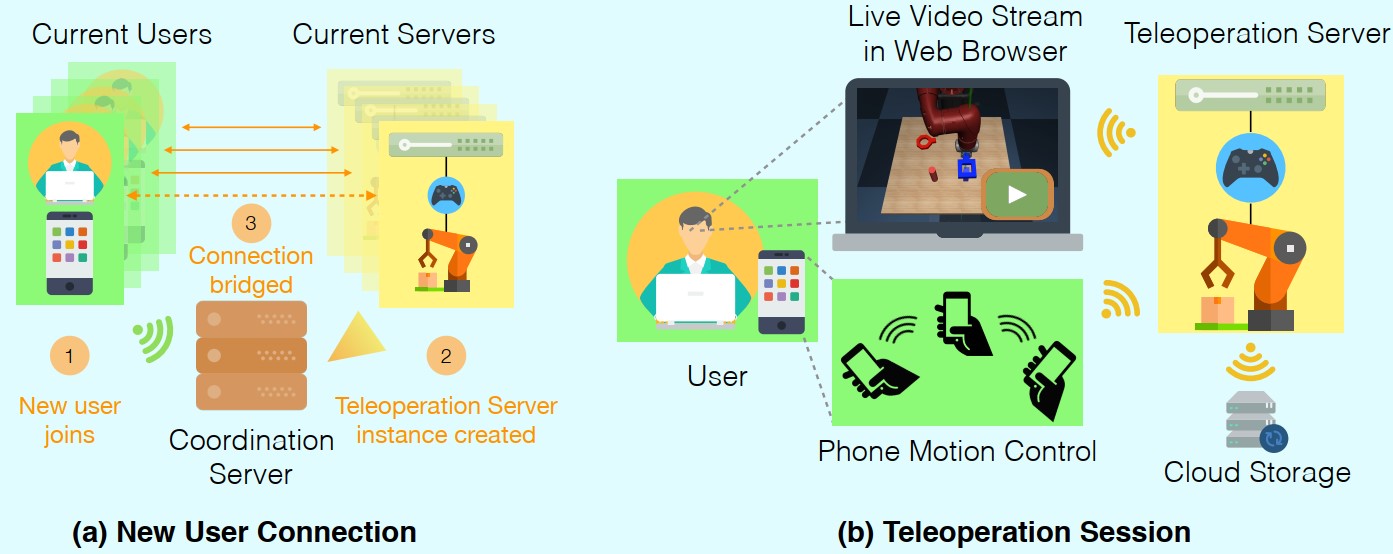 Current Users
Current Servers
3
Connection
bridged
1
New user
joins
Coordination
Server
2
Teleoperation Server
instance created
(a) New User Connection
Live Video Stream
in Web Browser
Teleoperation Server
User
Phone Motion Control
Cloud Storage
(b) Teleoperation Session